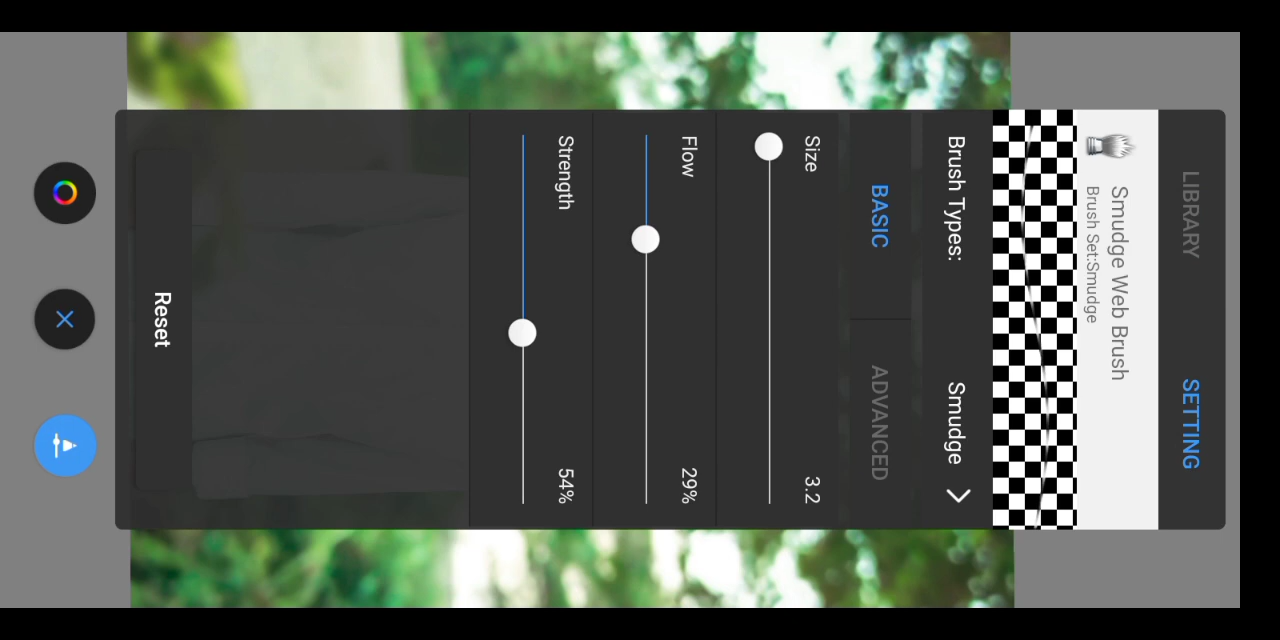 LIBRARY SETTING
Smudge Web Brush
Brush Set:Smudge
Brush Types: Smudge
BASIC ADVANCED
Size 3.2
Flow 29%
Strength 54%
Reset